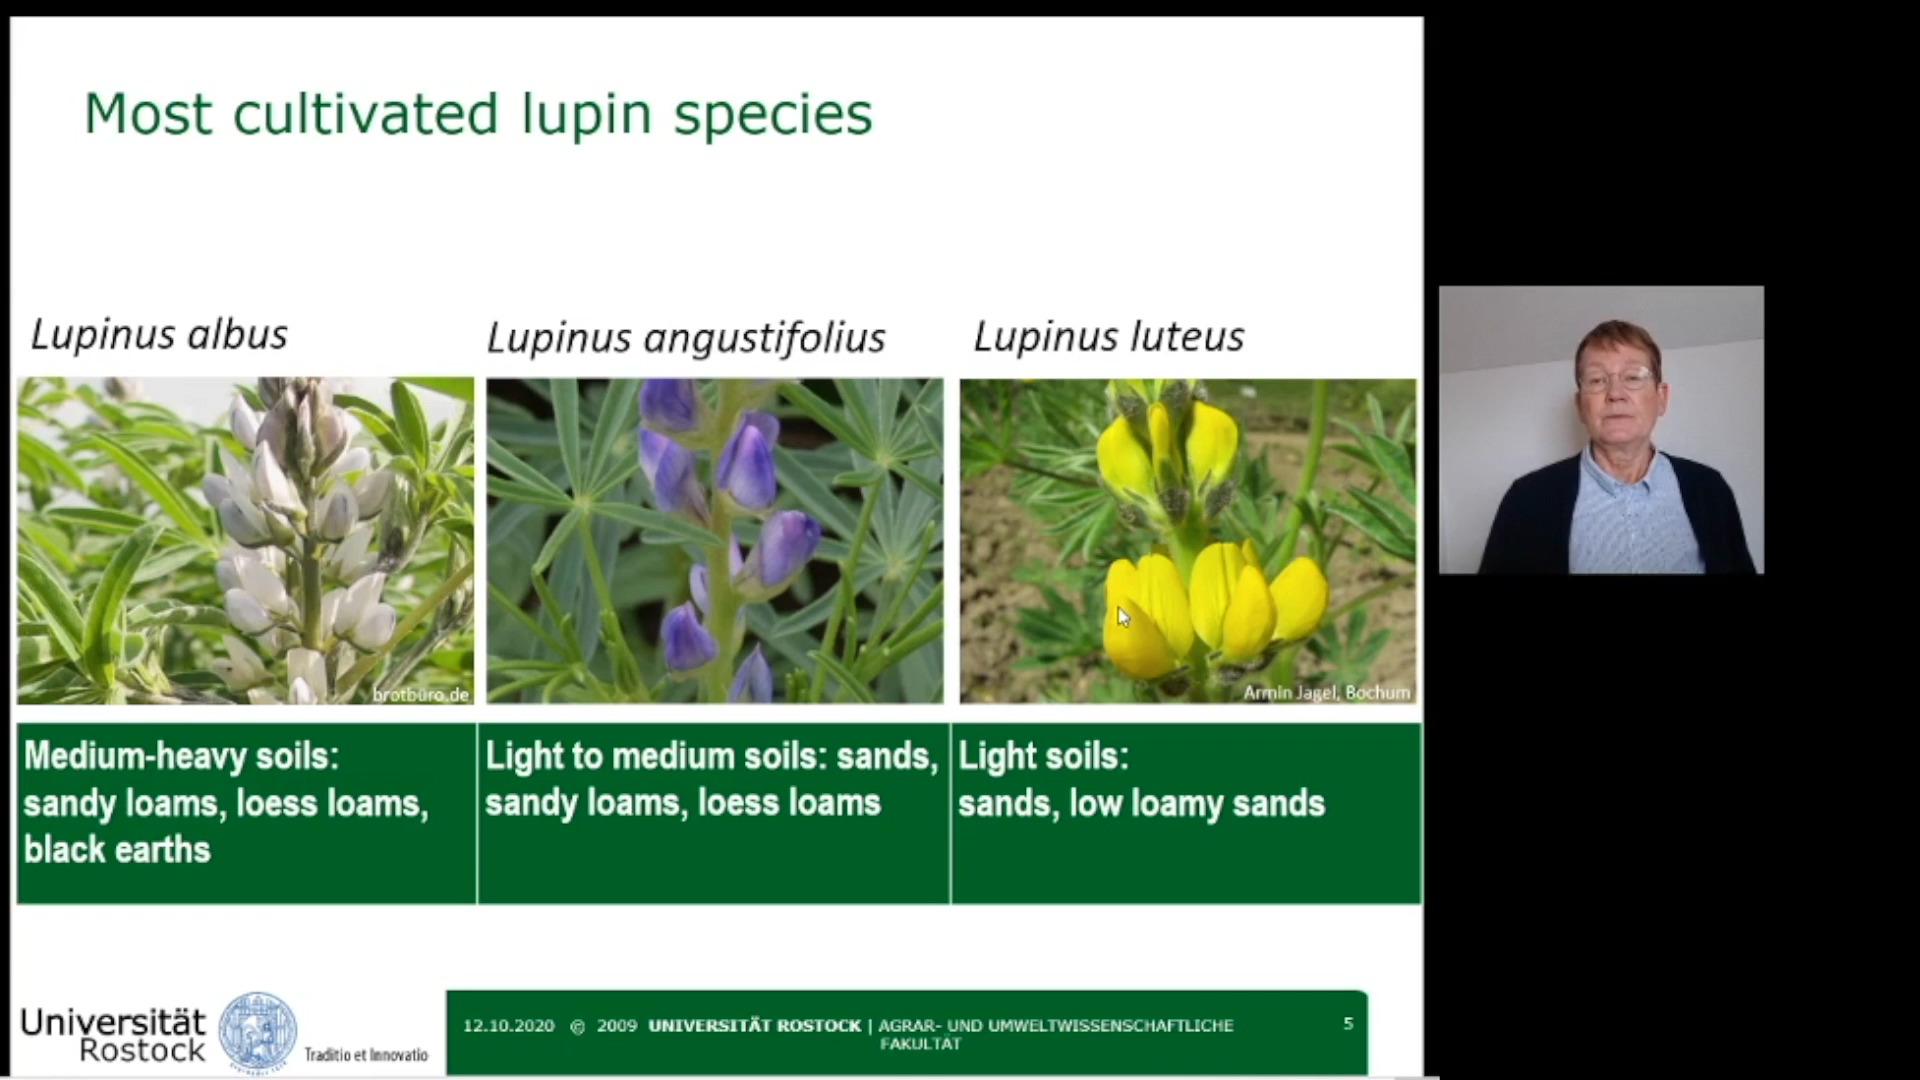 Most cultivated lupin species
Lupinus albus
Lupinus angustifolius
Lupinus luteus
brotbüro.de
Armin Jagel, Bochum
Medium-heavy soils:
sandy loams, loess loams,
black earths
Light to medium soils: sands,
sandy loams, loess loams
Light soils:
sands, low loamy sands
Universität
Rostock
Traditio et Innovatio
12.10.2020 © 2009 UNIVERSITÄT ROSTOCK | AGRAR- UND UMWELTWISSENSCHAFTLICHE
FAKULTÄT
5